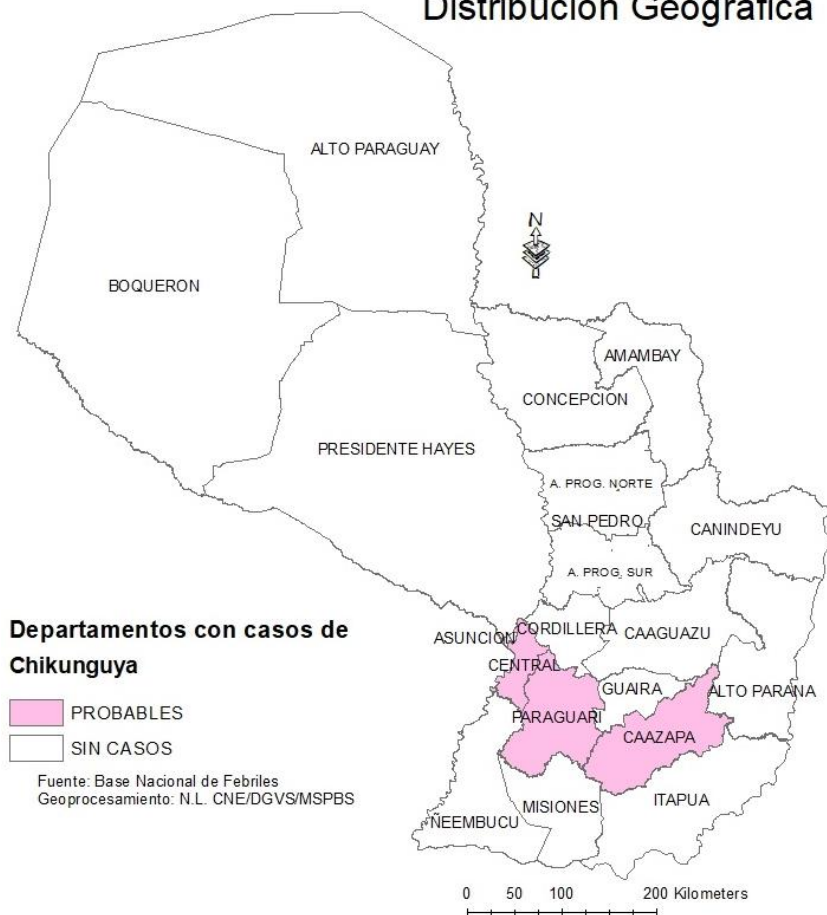 Distribución Geográfica
ALTO PARAGUAY
N
BOQUERON
AMAMBAY
CONCEPCION
PRESIDENTE HAYES
A. PROG. NORTE
SAN PEDRO
CANINDEYU
A. PROG. SUR
Departamentos con casos de
Chikunguya
ASUNCION
CORDILLERA
CAAGUAZU
CENTRAL
GUAIRA
ALTO PARANA
PROBABLES
PARAGUARI
CAAZAPA
SIN CASOS
Fuente: Base Nacional de Febriles
Geoprocesamiento: N.L. CNE/DGVS/MSPBS
MISIONES
ITAPUA
ÑEEMBUCU
0 50 100 200 Kilometers